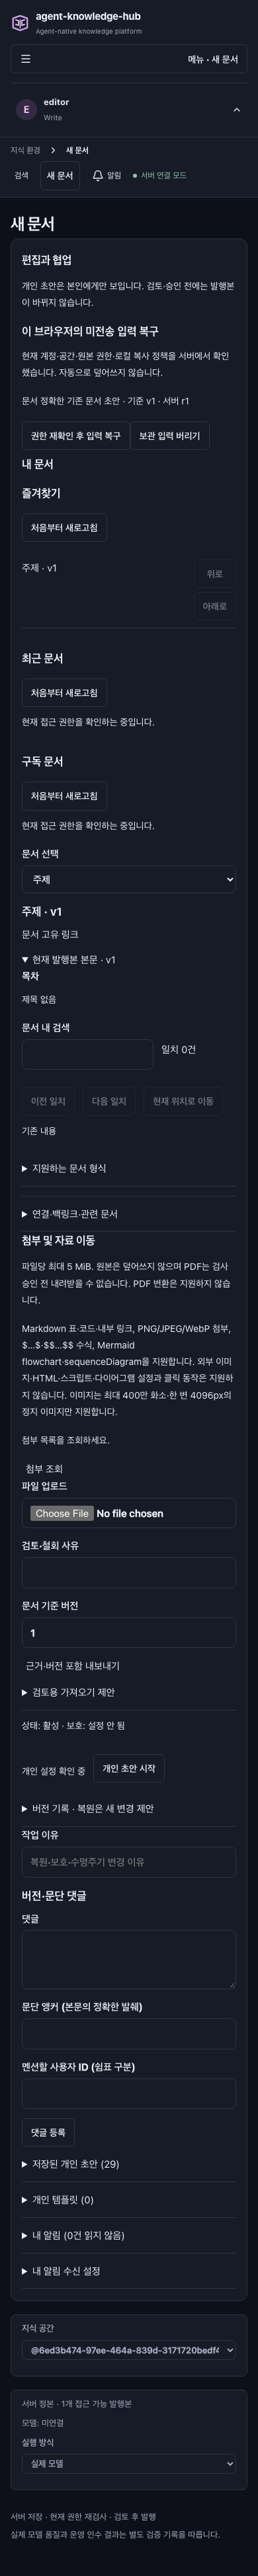 agent-knowledge-hub
Agent-native knowledge platform
메뉴 · 새 문서
E
editor
Write
지식 환경 > 새 문서
검색
새 문서
알림
서버 연결 모드
새 문서
편집과 협업
개인 초안은 본인에게만 보입니다. 검토·승인 전에는 발행본
이 바뀌지 않습니다.
이 브라우저의 미전송 입력 복구
현재 계정·공간·원본 권한·로컬 복사 정책을 서버에서 확인
했습니다. 자동으로 덮어쓰지 않습니다.
문서 정확한 기존 문서 초안 · 기준 v1 · 서버 r1
권한 재확인 후 입력 복구
보관 입력 버리기
내 문서
즐겨찾기
처음부터 새로고침
주제 · v1
위로
아래로
최근 문서
처음부터 새로고침
현재 접근 권한을 확인하는 중입니다.
구독 문서
처음부터 새로고침
현재 접근 권한을 확인하는 중입니다.
문서 선택
주제
주제 · v1
문서 고유 링크
▼ 현재 발행본 본문 · v1
목차
제목 없음
문서 내 검색
일치 0건
이전 일치
다음 일치
현재 위치로 이동
기존 내용
▶ 지원하는 문서 형식
▶ 연결·백링크·관련 문서
첨부 및 자료 이동
파일당 최대 5 MiB. 원본은 덮어쓰지 않으며 PDF는 검사
승인 전 내려받을 수 없습니다. PDF 변환은 지원하지 않습
니다.
Markdown 표·코드·내부 링크, PNG/JPEG/WebP 첨부,
$...$·$$...$$ 수식, Mermaid
flowchart·sequenceDiagram을 지원합니다. 외부 이미
지·HTML·스크립트·다이어그램 설정과 클릭 동작은 지원하
지 않습니다. 이미지는 최대 400만 화소·한 변 4096px의
정지 이미지만 지원합니다.
첨부 목록을 조회하세요.
첨부 조회
파일 업로드
Choose File No file chosen
검토·철회 사유
문서 기준 버전
1
근거·버전 포함 내보내기
▶ 검토용 가져오기 제안
상태: 활성 · 보호: 설정 안 됨
개인 설정 확인 중
개인 초안 시작
▶ 버전 기록 · 복원은 새 변경 제안
작업 이유
복원·보호·수명주기 변경 이유
버전·문단 댓글
댓글
문단 앵커 (본문의 정확한 발췌)
멘션할 사용자 ID (쉼표 구분)
댓글 등록
▶ 저장된 개인 초안 (29)
▶ 개인 템플릿 (0)
▶ 내 알림 (0건 읽지 않음)
▶ 내 알림 수신 설정
지식 공간
@6ed3b474-97ee-464a-839d-3171720bedf4
서버 정본 · 1개 접근 가능 발행본
모델: 미연결
실행 방식
실제 모델
서버 저장 · 현재 권한 재검사 · 검토 후 발행
실제 모델 품질과 운영 인수 결과는 별도 검증 기록을 따릅니다.